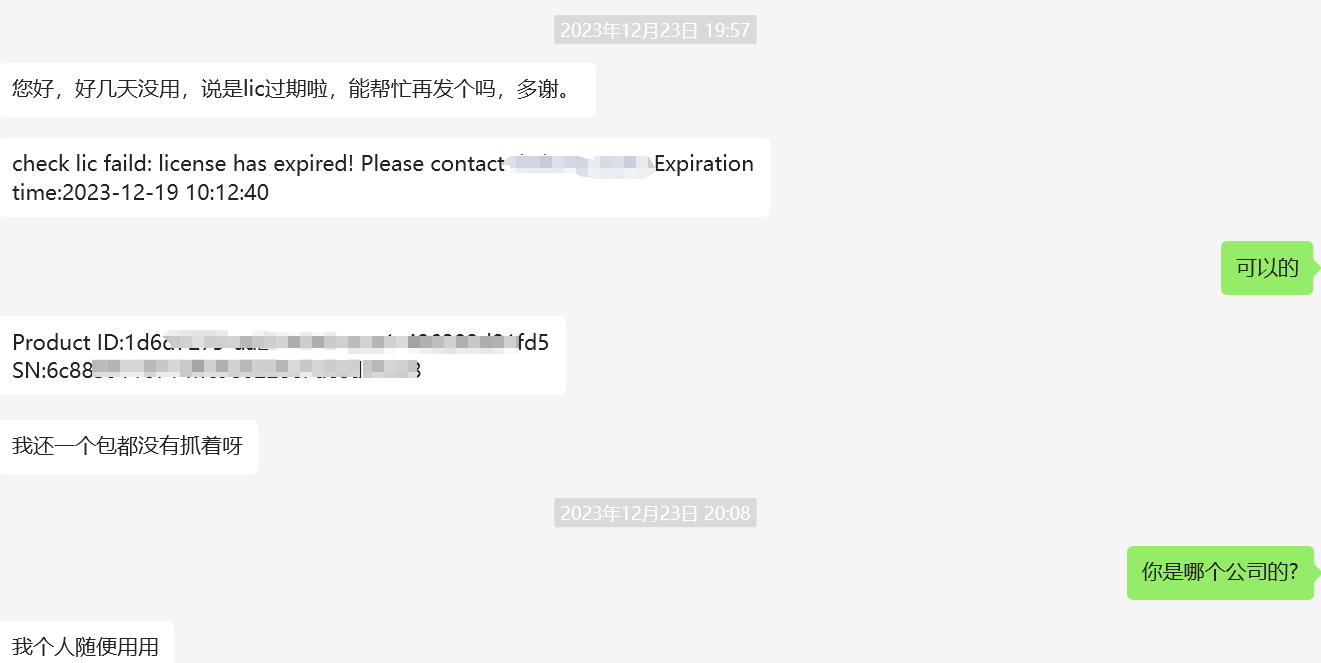 2023年12月23日 19:57
您好，好几天没用，说是lic过期啦，能帮忙再发个吗，多谢。
check lic faild: license has expired! Please contact Expiration
time:2023-12-19 10:12:40
可以的
Product ID:1d6 fd5
SN:6c88
我还一个包都没有抓着呀
2023年12月23日 20:08
你是哪个公司的?
我个人随便用用